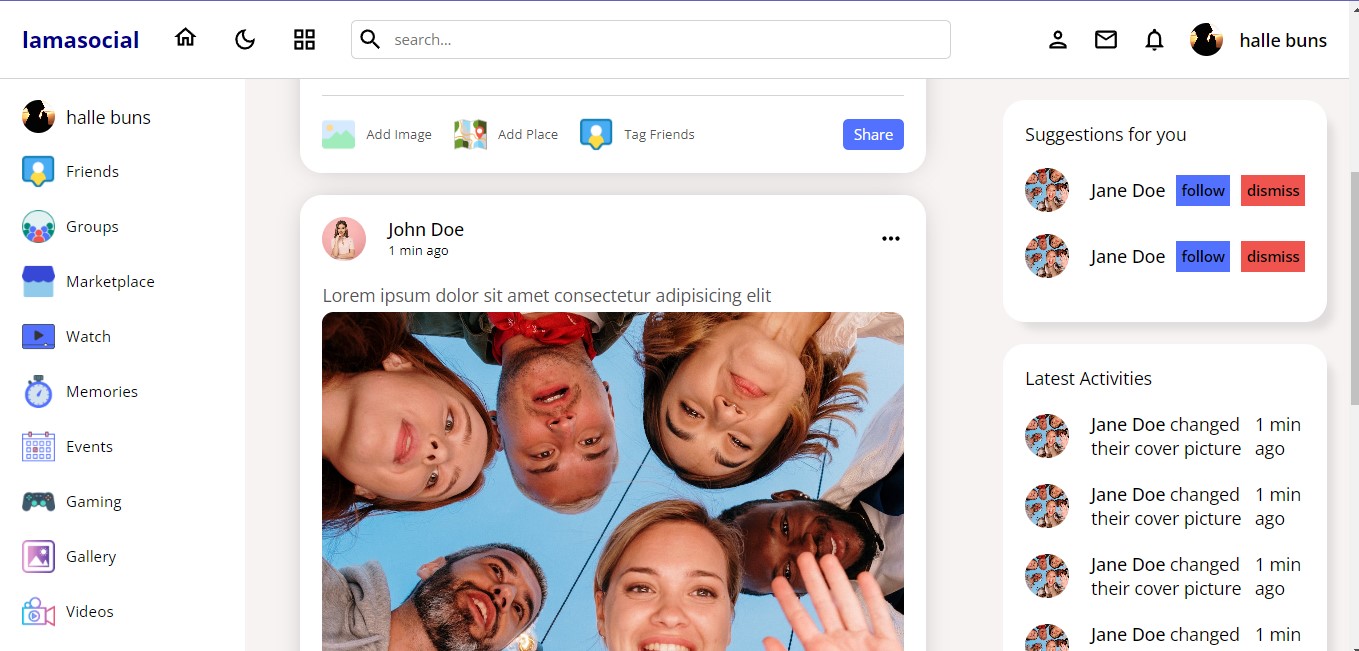 lamasocial
search...
halle buns
halle buns
Friends
Groups
Marketplace
Watch
Memories
Events
Gaming
Gallery
Videos
Add Image
Add Place
Tag Friends
Share
John Doe
1 min ago
Lorem ipsum dolor sit amet consectetur adipisicing elit
Suggestions for you
Jane Doe follow dismiss
Jane Doe follow dismiss
Latest Activities
Jane Doe changed 1 min
their cover picture ago
Jane Doe changed 1 min
their cover picture ago
Jane Doe changed 1 min
their cover picture ago
Jane Doe changed 1 min